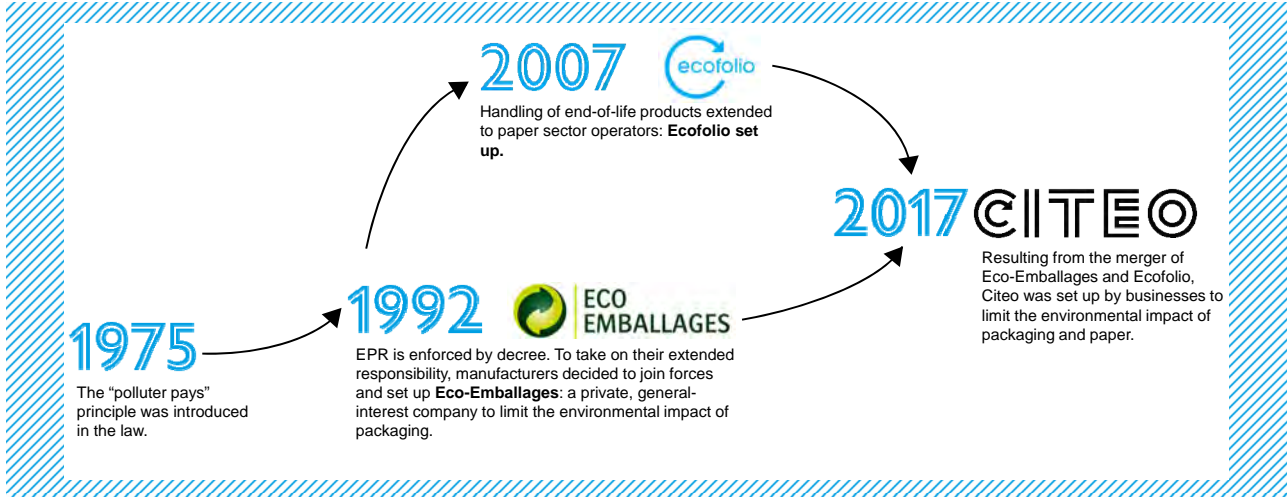 1975
The “polluter pays”
principle was introduced
in the law.
1992
ECO
EMBALLAGES
EPR is enforced by decree. To take on their extended
responsibility, manufacturers decided to join forces
and set up Eco-Emballages: a private, general-
interest company to limit the environmental impact of
packaging.
2007
ecofolio
Handling of end-of-life products extended
to paper sector operators: Ecofolio set
up.
2017 CITEO
Resulting from the merger of
Eco-Emballages and Ecofolio,
Citeo was set up by businesses to
limit the environmental impact of
packaging and paper.